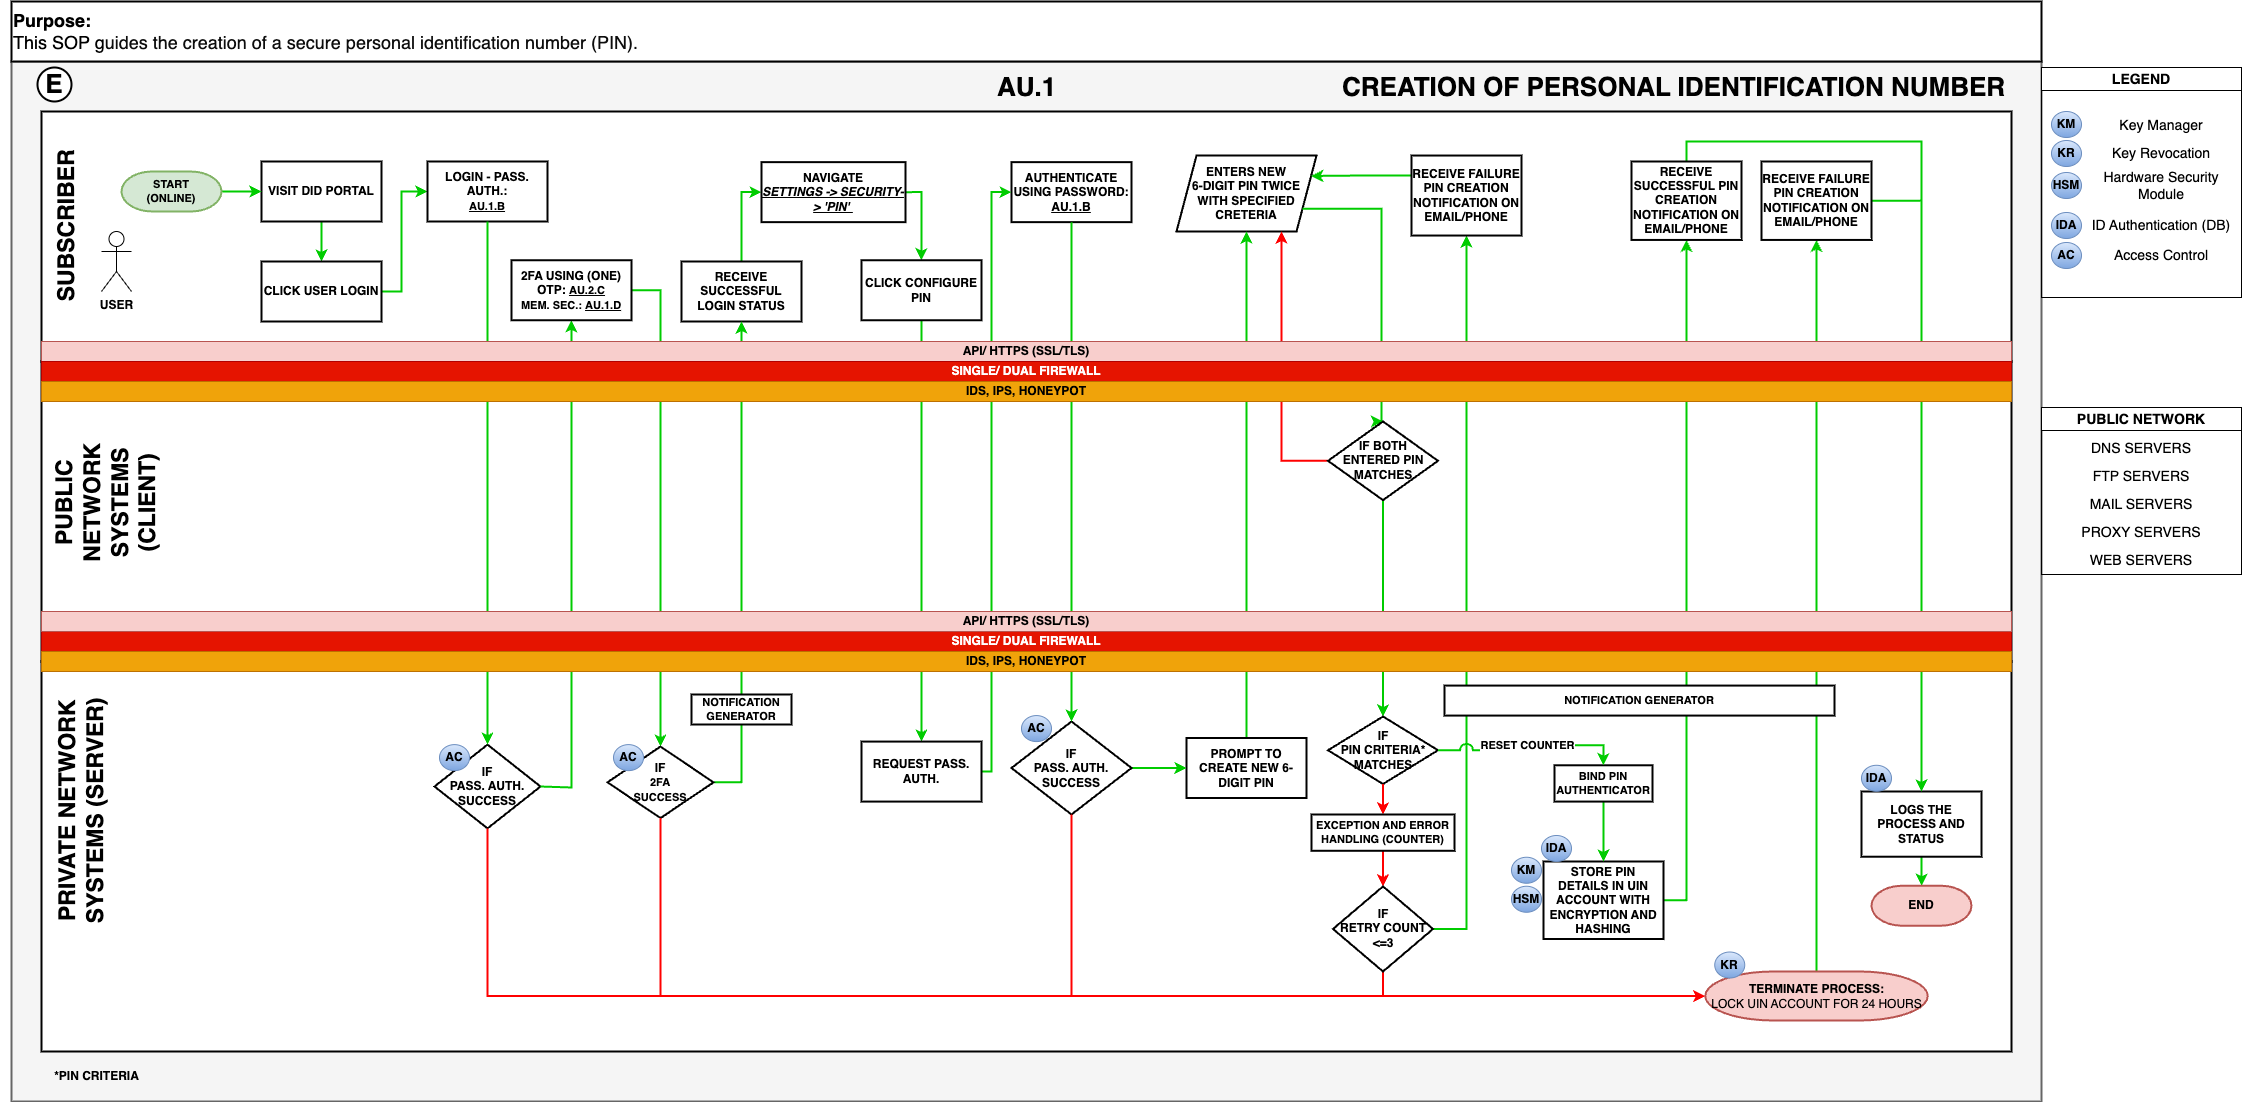 Purpose:
This SOP guides the creation of a secure personal identification number (PIN).
E
AU.1
CREATION OF PERSONAL IDENTIFICATION NUMBER
SUBSCRIBER
START
(ONLINE)
USER
VISIT DID PORTAL
CLICK USER LOGIN
LOGIN - PASS.
AUTH.:
AU.1.B
2FA USING (ONE)
OTP: AU.2.C
MEM. SEC.: AU.1.D
RECEIVE
SUCCESSFUL
LOGIN STATUS
NAVIGATE
SETTINGS -> SECURITY-
> 'PIN'
CLICK CONFIGURE
PIN
AUTHENTICATE
USING PASSWORD:
AU.1.B
ENTERS NEW
6-DIGIT PIN TWICE
WITH SPECIFIED
CRETERIA
RECEIVE FAILURE
PIN CREATION
NOTIFICATION ON
EMAIL/PHONE
RECEIVE
SUCCESSFUL PIN
CREATION
NOTIFICATION ON
EMAIL/PHONE
RECEIVE FAILURE
PIN CREATION
NOTIFICATION ON
EMAIL/PHONE
API/ HTTPS (SSL/TLS)
SINGLE/ DUAL FIREWALL
IDS, IPS, HONEYPOT
PUBLIC
NETWORK
SYSTEMS
(CLIENT)
IF BOTH
ENTERED PIN
MATCHES
API/ HTTPS (SSL/TLS)
SINGLE/ DUAL FIREWALL
IDS, IPS, HONEYPOT
PRIVATE NETWORK
SYSTEMS (SERVER)
AC
IF
PASS. AUTH.
SUCCESS
AC
IF
2FA
SUCCESS
NOTIFICATION
GENERATOR
REQUEST PASS.
AUTH.
AC
IF
PASS. AUTH.
SUCCESS
PROMPT TO
CREATE NEW 6-
DIGIT PIN
IF
PIN CRITERIA*
MATCHES
EXCEPTION AND ERROR
HANDLING (COUNTER)
IF
RETRY COUNT
<=3
NOTIFICATION GENERATOR
RESET COUNTER
BIND PIN
AUTHENTICATOR
IDA
KM
HSM
STORE PIN
DETAILS IN UIN
ACCOUNT WITH
ENCRYPTION AND
HASHING
KR
TERMINATE PROCESS:
LOCK UIN ACCOUNT FOR 24 HOURS
IDA
LOGS THE
PROCESS AND
STATUS
END
*PIN CRITERIA
LEGEND
KM Key Manager
KR Key Revocation
HSM Hardware Security
Module
IDA ID Authentication (DB)
AC Access Control
PUBLIC NETWORK
DNS SERVERS
FTP SERVERS
MAIL SERVERS
PROXY SERVERS
WEB SERVERS